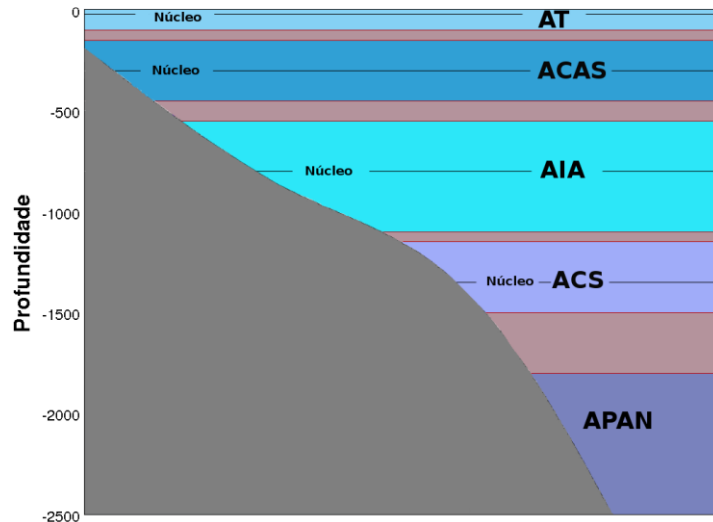 0
Núcleo
AT
Núcleo
ACAS
-500
Núcleo
AIA
-1000
Núcleo
ACS
-1500
-2000
APAN
-2500
Profundidade